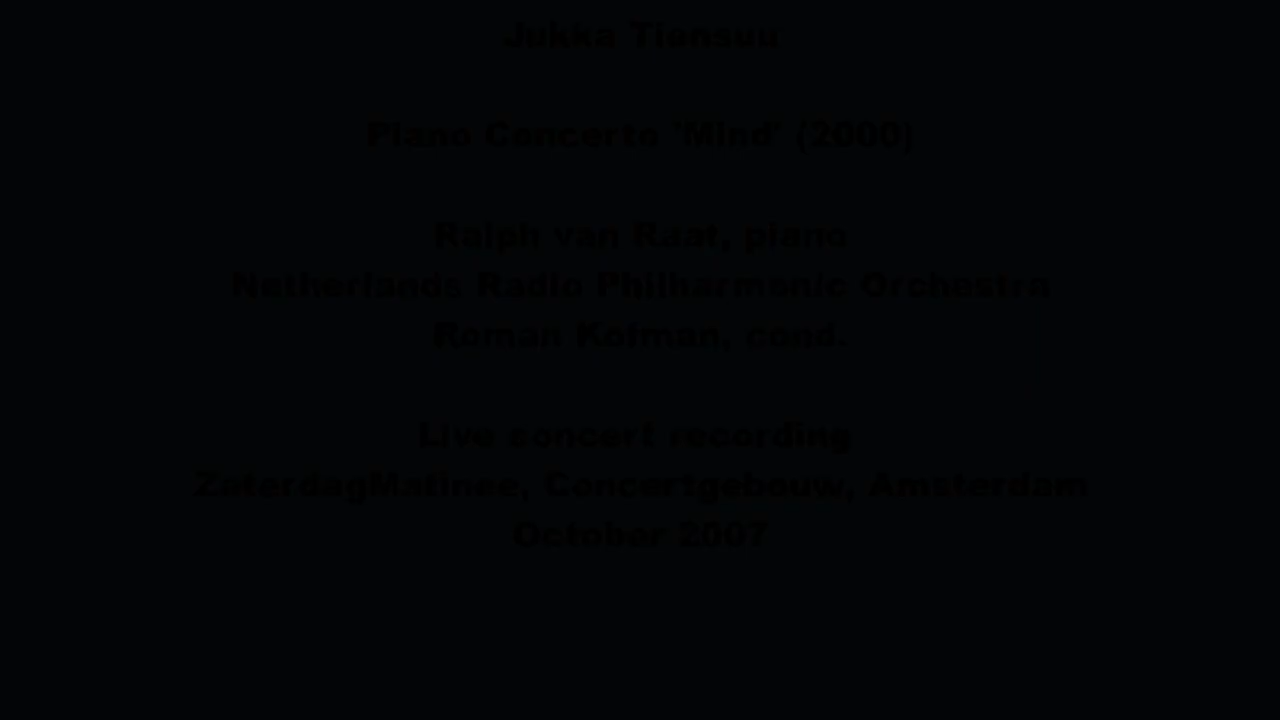 Jukka Tiensuu
Piano Concerto 'Mind' (2000)
Ralph van Raat, piano
Netherlands Radio Philharmonic Orchestra
Roman Kofman, cond.
Live concert recording
ZaterdagMatinee, Concertgebouw, Amsterdam
October 2007